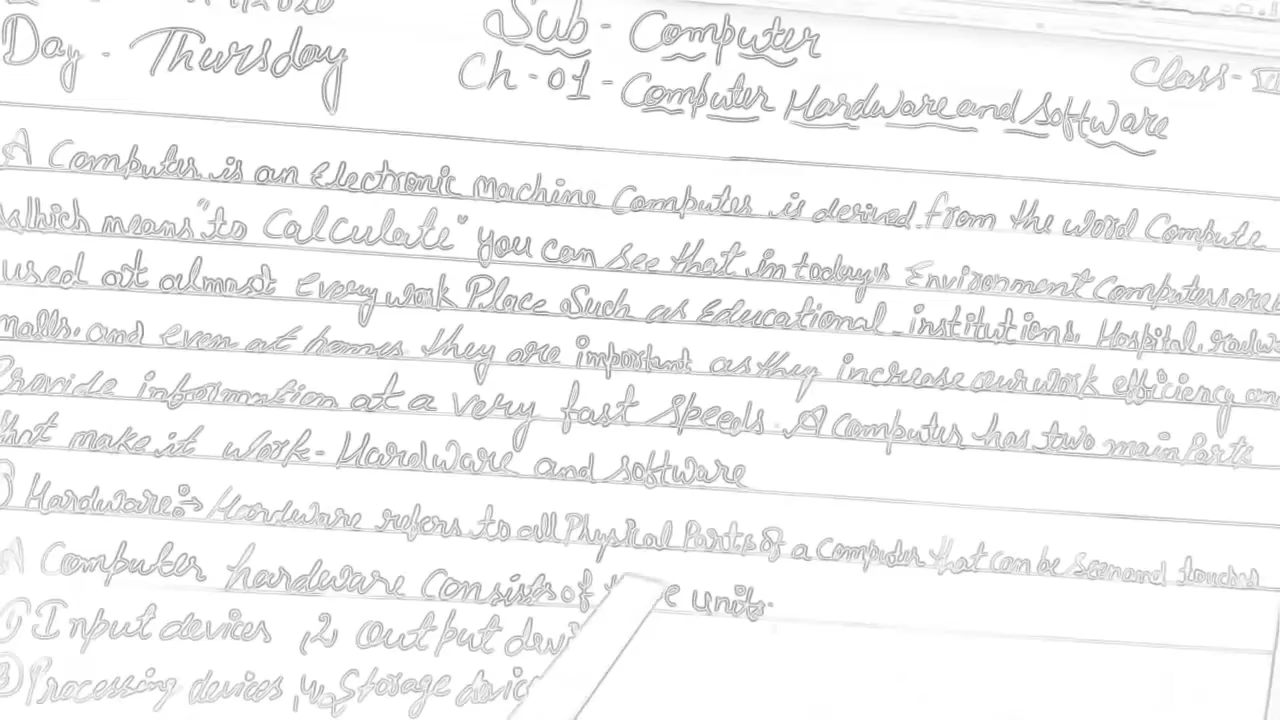 Day - Thursday
Sub - Computer
Ch - 01 - Computer Hardware and Software
Class -
A Computer is an Electronic machine Computer is derived from the word Compute
which means "to Calculate" you can see that in today's Environment Computers are
used at almost Every work Place Such as Educational institutions, Hospital,
malls, and even at homes. they are important as they increase our work efficiency
Provide information at a very fast Speeds. A Computer has two main Parts
that make it work - Hardware and software
Hardware :→ Hardware refers to all Physical Parts of a Computer that can be seen and touched
A Computer hardware consists of units.
① Input devices , 2) output
③ Processing devices, 4) Storage